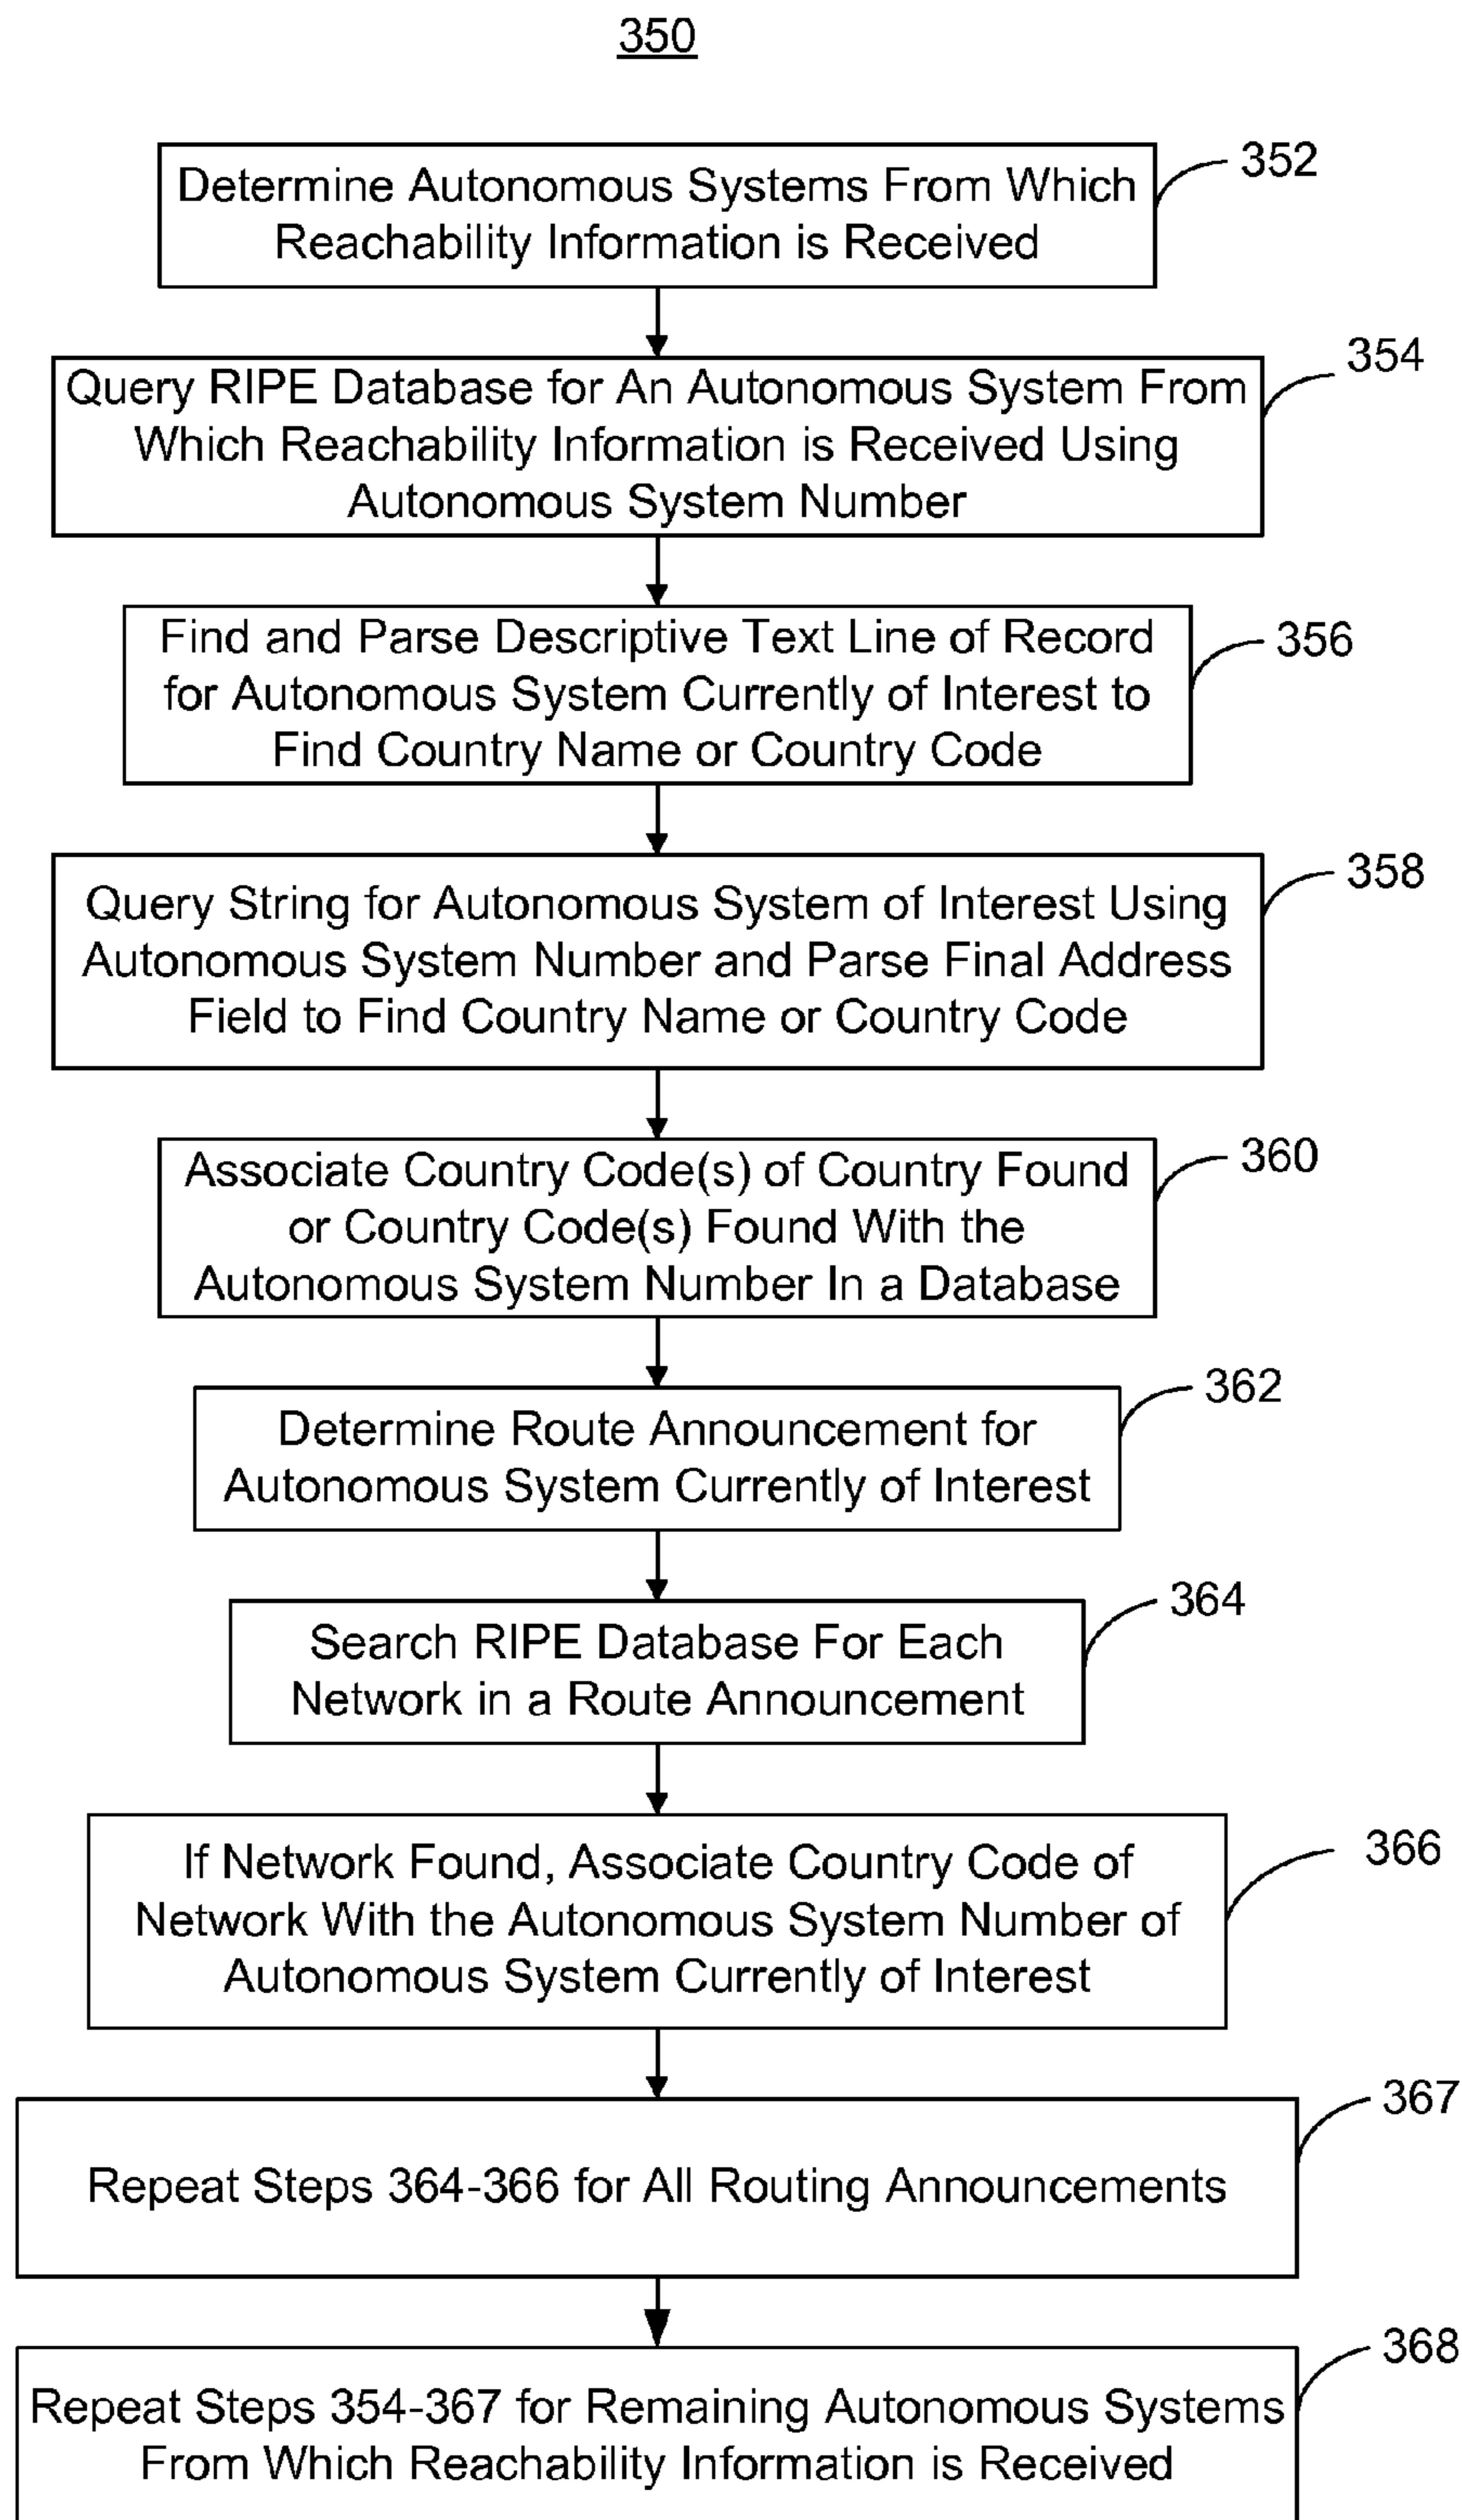 350
352
Determine Autonomous Systems From Which
Reachability Information is Received
354
Query RIPE Database for An Autonomous System From
Which Reachability Information is Received Using
Autonomous System Number
356
Find and Parse Descriptive Text Line of Record
for Autonomous System Currently of Interest to
Find Country Name or Country Code
358
Query String for Autonomous System of Interest Using
Autonomous System Number and Parse Final Address
Field to Find Country Name or Country Code
360
Associate Country Code(s) of Country Found
or Country Code(s) Found With the
Autonomous System Number In a Database
362
Determine Route Announcement for
Autonomous System Currently of Interest
364
Search RIPE Database For Each
Network in a Route Announcement
366
If Network Found, Associate Country Code of
Network With the Autonomous System Number of
Autonomous System Currently of Interest
367
Repeat Steps 364-366 for All Routing Announcements
368
Repeat Steps 354-367 for Remaining Autonomous Systems
From Which Reachability Information is Received